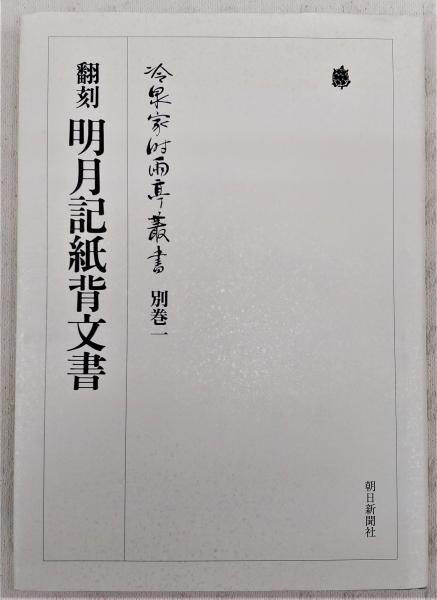 冷泉家時雨亭叢書 別巻一
翻刻 明月記紙背文書
朝日新聞社